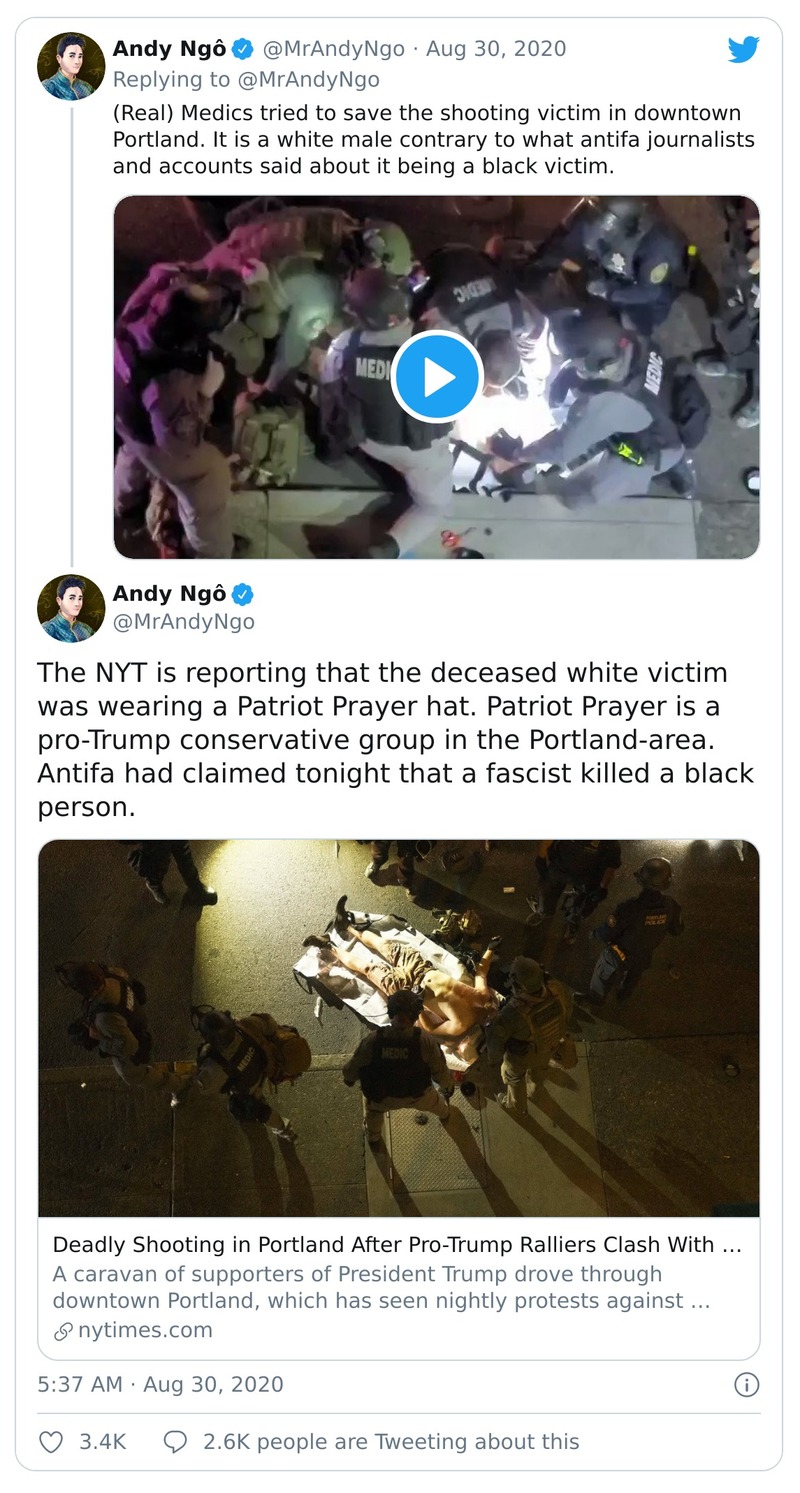 Andy Ngô @MrAndyNgo · Aug 30, 2020
Replying to @MrAndyNgo
(Real) Medics tried to save the shooting victim in downtown
Portland. It is a white male contrary to what antifa journalists
and accounts said about it being a black victim.
MEDIC
MEDI
MEDIC
Andy Ngô
@MrAndyNgo
The NYT is reporting that the deceased white victim
was wearing a Patriot Prayer hat. Patriot Prayer is a
pro-Trump conservative group in the Portland-area.
Antifa had claimed tonight that a fascist killed a black
person.
PORTLAND
POLICE
MEDIC
MEDIC
Deadly Shooting in Portland After Pro-Trump Ralliers Clash With …
A caravan of supporters of President Trump drove through
downtown Portland, which has seen nightly protests against …
nytimes.com
5:37 AM · Aug 30, 2020
3.4K 2.6K people are Tweeting about this